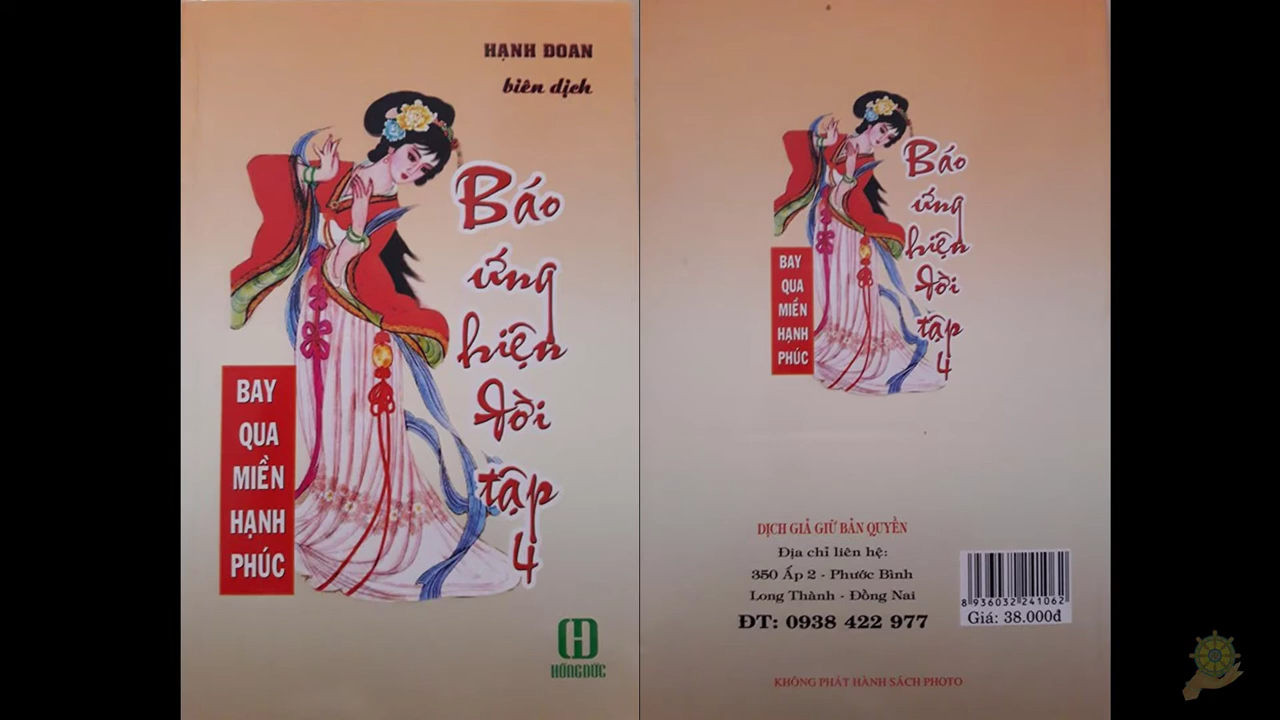 HẠNH ĐOAN
biên dịch
Báo
ứng
hiện
đời
tập
4
BAY
QUA
MIỀN
HẠNH
PHÚC
HỒNG ĐỨC
Báo
ứng
hiện
đời
tập
4
BAY
QUA
MIỀN
HẠNH
PHÚC
DỊCH GIẢ GIỮ BẢN QUYỀN
Địa chỉ liên hệ:
350 Ấp 2 - Phước Bình
Long Thành - Đồng Nai
ĐT: 0938 422 977
8 936032 241062
Giá: 38.000đ
KHÔNG PHÁT HÀNH SÁCH PHOTO